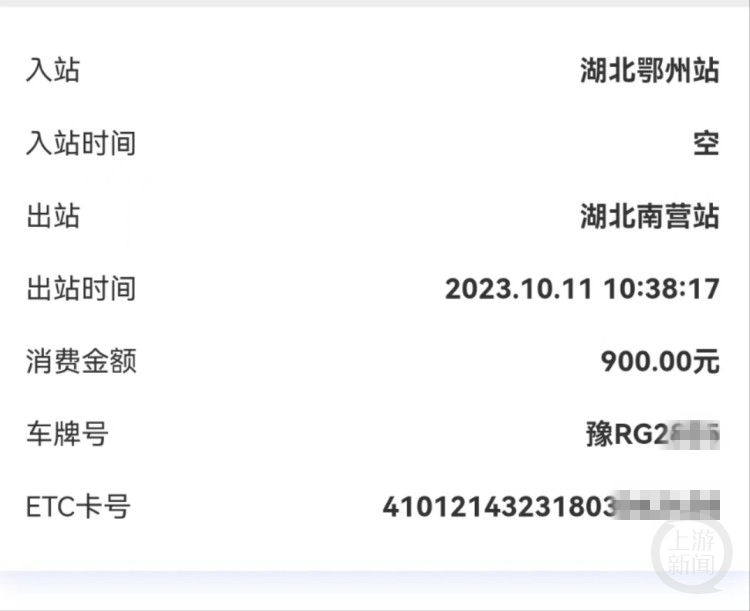 入站 湖北鄂州站
入站时间 空
出站 湖北南营站
出站时间 2023.10.11 10:38:17
消费金额 900.00元
车牌号 豫RG2
ETC卡号 41012143231803
上游
新闻